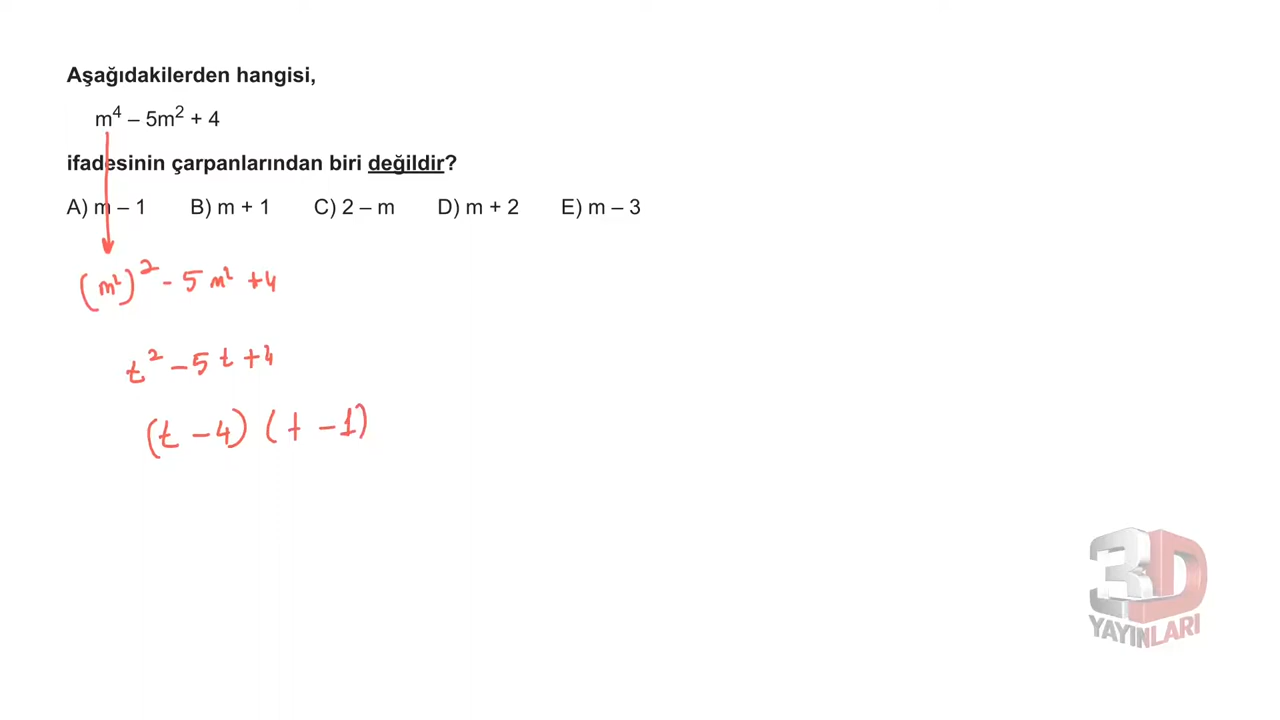 Aşağıdakilerden hangisi,
m⁴ – 5m² + 4
ifadesinin çarpanlarından biri değildir?
A) m – 1 B) m + 1 C) 2 – m D) m + 2 E) m – 3
(m²)² - 5m² + 4
t² - 5t + 4
(t - 4) (t - 1)
3D
YAYINLARI